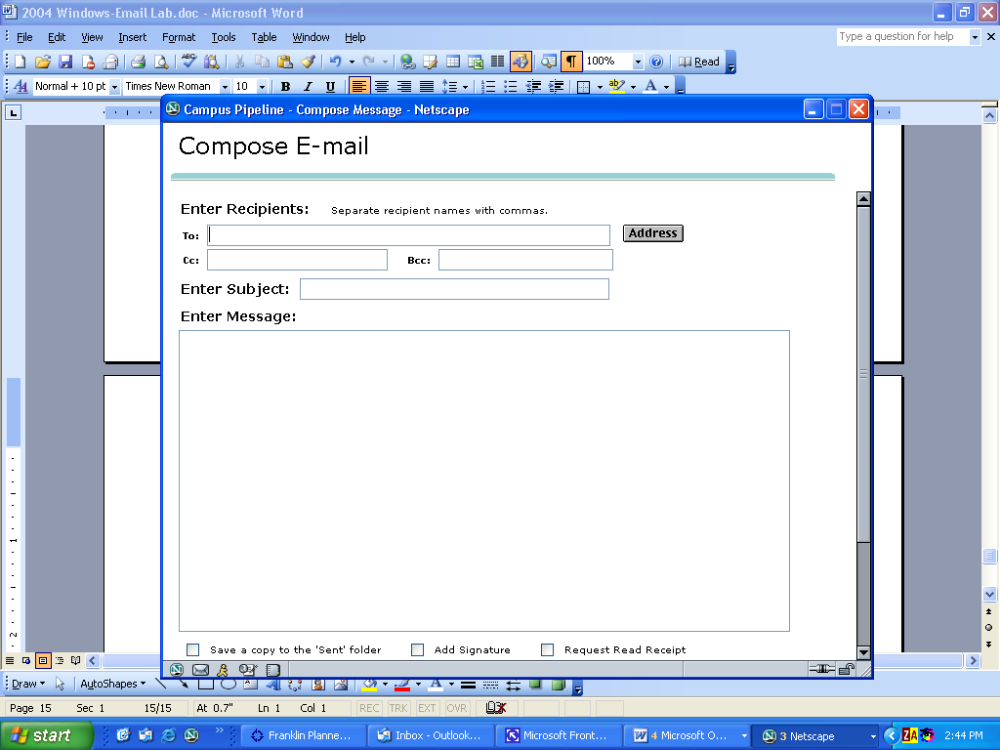 2004 Windows-Email Lab.doc - Microsoft Word
File Edit View Insert Format Tools Table Window Help
Type a question for help
100%
Read
Normal + 10 pt Times New Roman 10 B I U
Campus Pipeline - Compose Message - Netscape
Compose E-mail
Enter Recipients: Separate recipient names with commas.
To: Address
Cc: Bcc:
Enter Subject:
Enter Message:
Save a copy to the 'Sent' folder Add Signature Request Read Receipt
Draw AutoShapes
Page 15 Sec 1 15/15 At 0.7" Ln 1 Col 1 REC TRK EXT OVR
start Franklin Planne... Inbox - Outlook... Microsoft Front... 4 Microsoft O... 3 Netscape ZA 2:44 PM